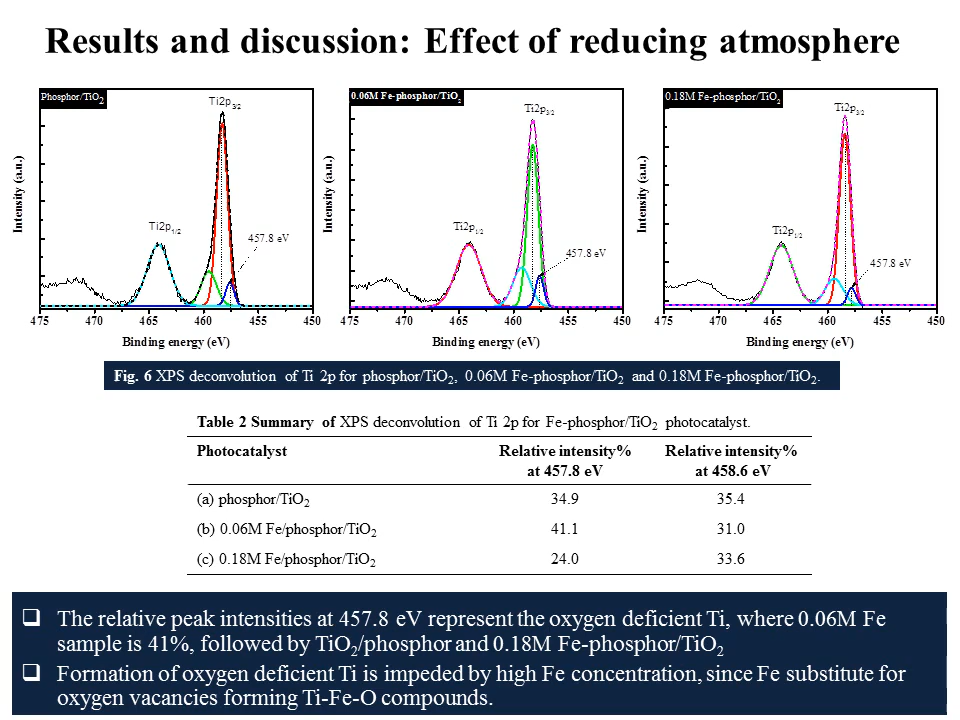 Results and discussion: Effect of reducing atmosphere
Phosphor/TiO2
Ti2p3/2
Ti2p1/2
457.8 eV
Intensity (a.u.)
475 470 465 460 455 450
Binding energy (eV)
0.06M Fe-phosphor/TiO2
Ti2p3/2
Ti2p1/2
457.8 eV
Intensity (a.u.)
475 470 465 460 455 450
Binding energy (eV)
0.18M Fe-phosphor/TiO2
Ti2p3/2
Ti2p1/2
457.8 eV
Intensity (a.u.)
475 470 465 460 455 450
Binding energy (eV)
Fig. 6 XPS deconvolution of Ti 2p for phosphor/TiO2, 0.06M Fe-phosphor/TiO2 and 0.18M Fe-phosphor/TiO2.
Table 2 Summary of XPS deconvolution of Ti 2p for Fe-phosphor/TiO2 photocatalyst.
Photocatalyst Relative intensity% Relative intensity%
at 457.8 eV at 458.6 eV
(a) phosphor/TiO2 34.9 35.4
(b) 0.06M Fe/phosphor/TiO2 41.1 31.0
(c) 0.18M Fe/phosphor/TiO2 24.0 33.6
❑ The relative peak intensities at 457.8 eV represent the oxygen deficient Ti, where 0.06M Fe
sample is 41%, followed by TiO2/phosphor and 0.18M Fe-phosphor/TiO2
❑ Formation of oxygen deficient Ti is impeded by high Fe concentration, since Fe substitute for
oxygen vacancies forming Ti-Fe-O compounds.